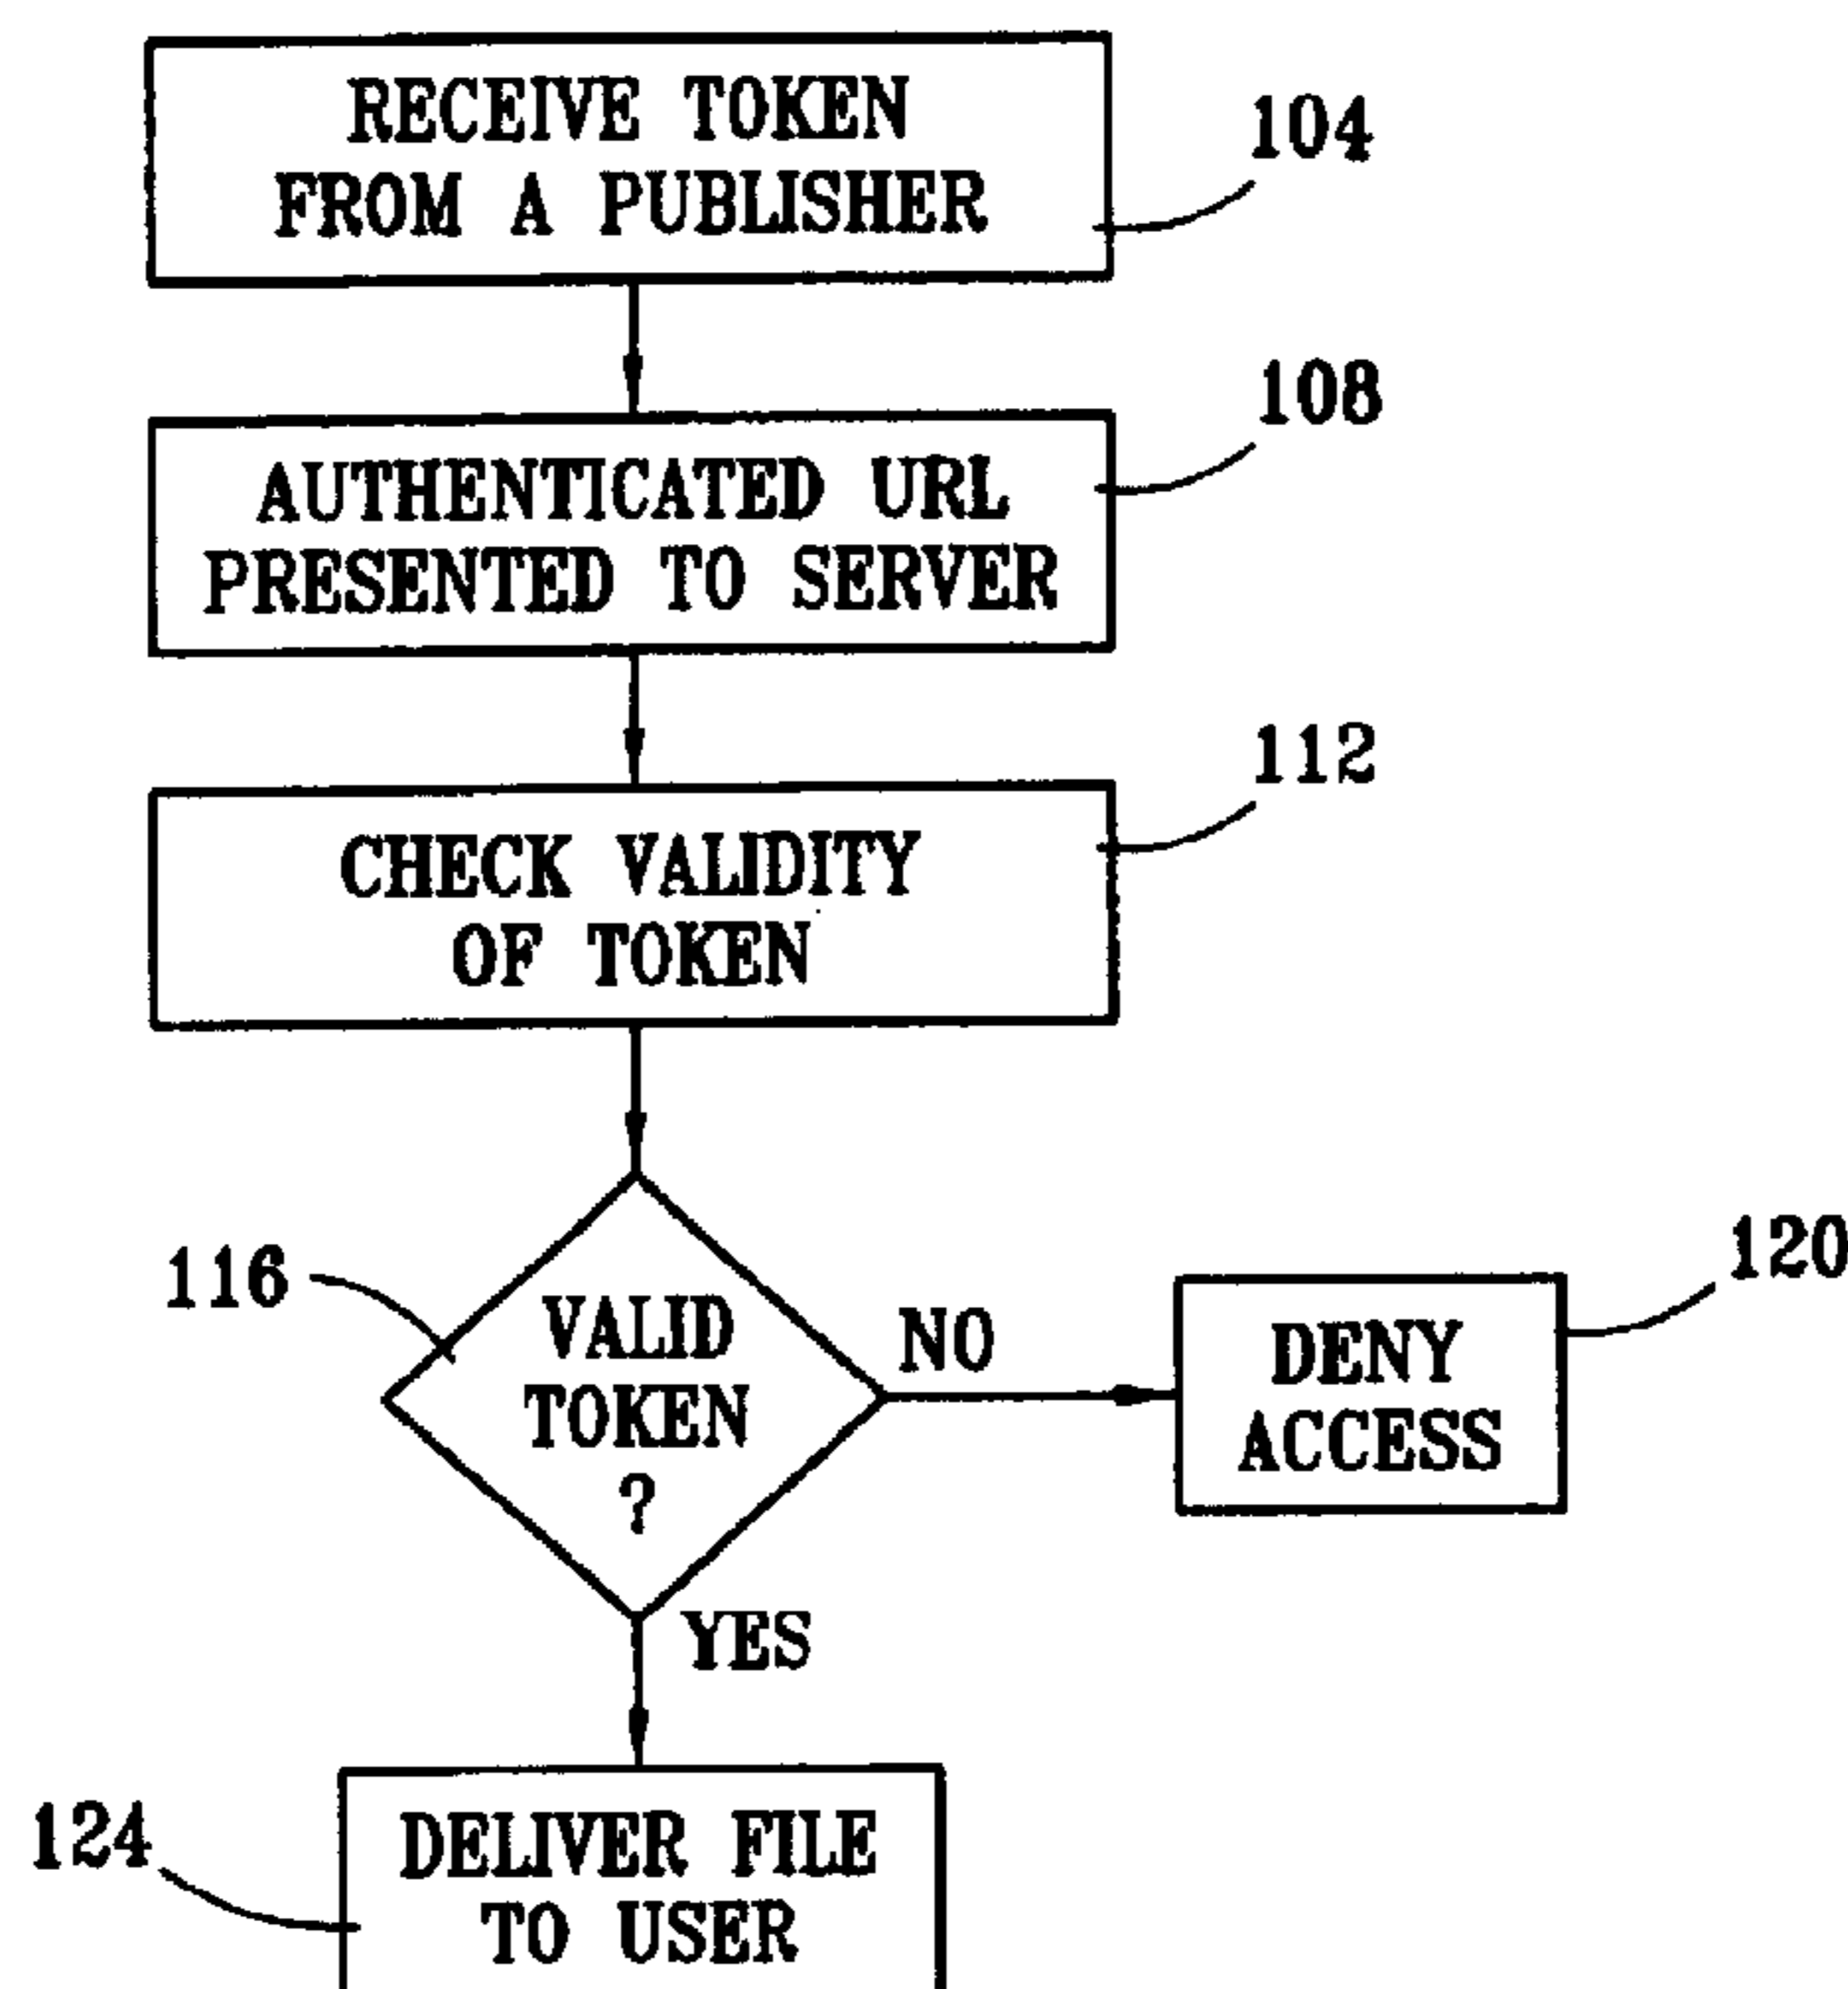 RECEIVE TOKEN
FROM A PUBLISHER
104
AUTHENTICATED URL
PRESENTED TO SERVER
108
CHECK VALIDITY
OF TOKEN
112
116
VALID
TOKEN
?
NO
DENY
ACCESS
120
YES
124
DELIVER FILE
TO USER